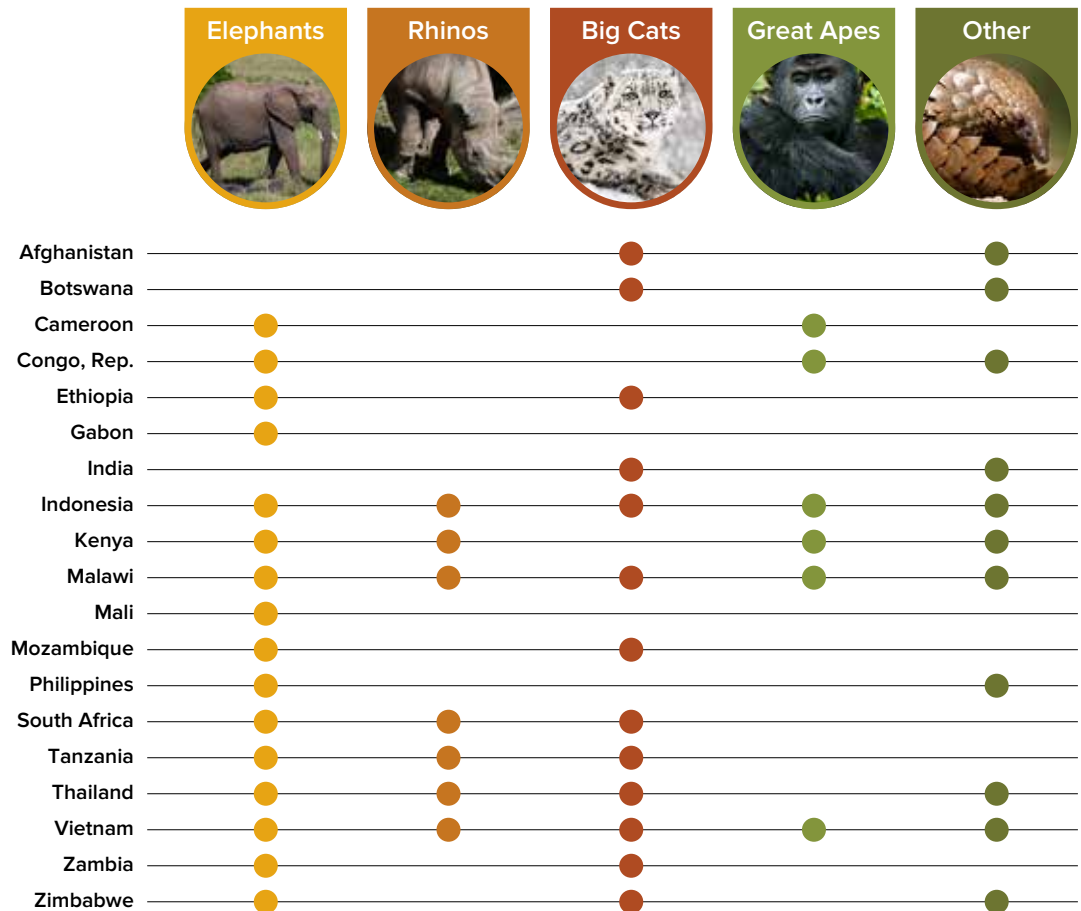 Elephants
Rhinos
Big Cats
Great Apes
Other
Afghanistan
Botswana
Cameroon
Congo, Rep.
Ethiopia
Gabon
India
Indonesia
Kenya
Malawi
Mali
Mozambique
Philippines
South Africa
Tanzania
Thailand
Vietnam
Zambia
Zimbabwe